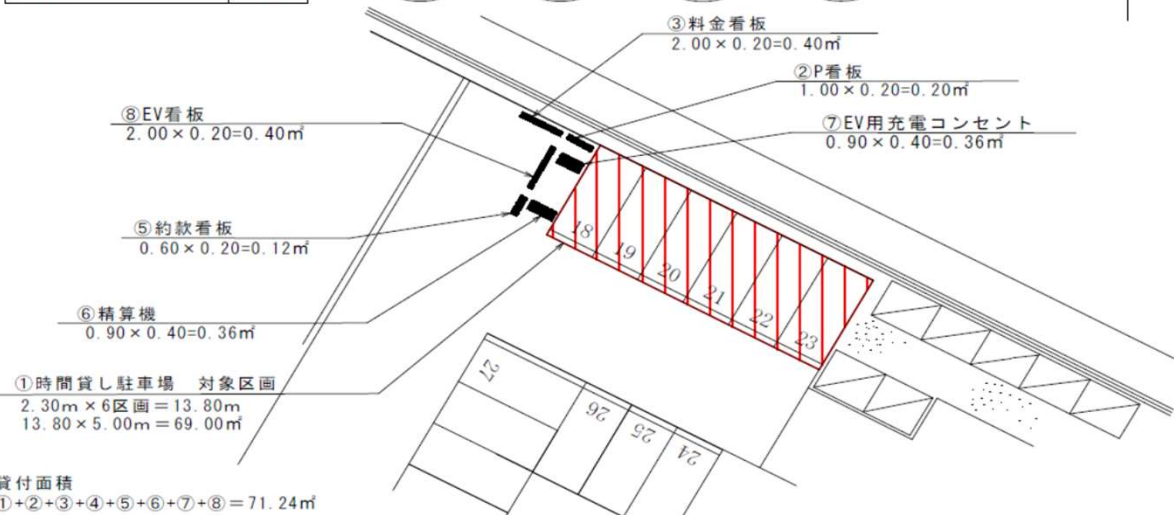 ③料金看板
2.00×0.20=0.40㎡
②P看板
1.00×0.20=0.20㎡
⑧EV看板
2.00×0.20=0.40㎡
⑦EV用充電コンセント
0.90×0.40=0.36㎡
⑤約款看板
0.60×0.20=0.12㎡
18
19
20
21
22
23
⑥精算機
0.90×0.40=0.36㎡
①時間貸し駐車場 対象区画
2.30m×6区画=13.80m
13.80×5.00m=69.00㎡
27
26
25
24
貸付面積
①+②+③+④+⑤+⑥+⑦+⑧=71.24㎡